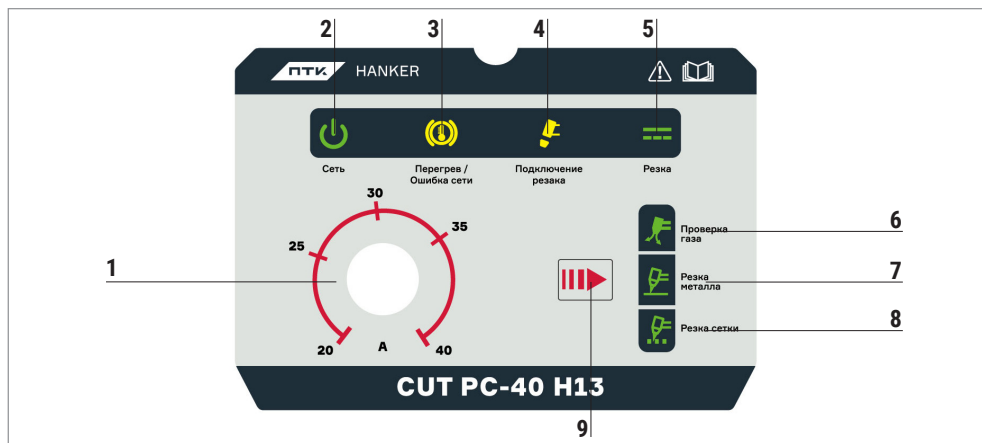 2 3 4 5
ПТК HANKER
Сеть
Перегрев /
Ошибка сети
Подключение
резака
Резка
30
25
35
1
20
A
40
Проверка
газа
6
Резка
металла
7
Резка сетки
8
CUT PC-40 H13
9